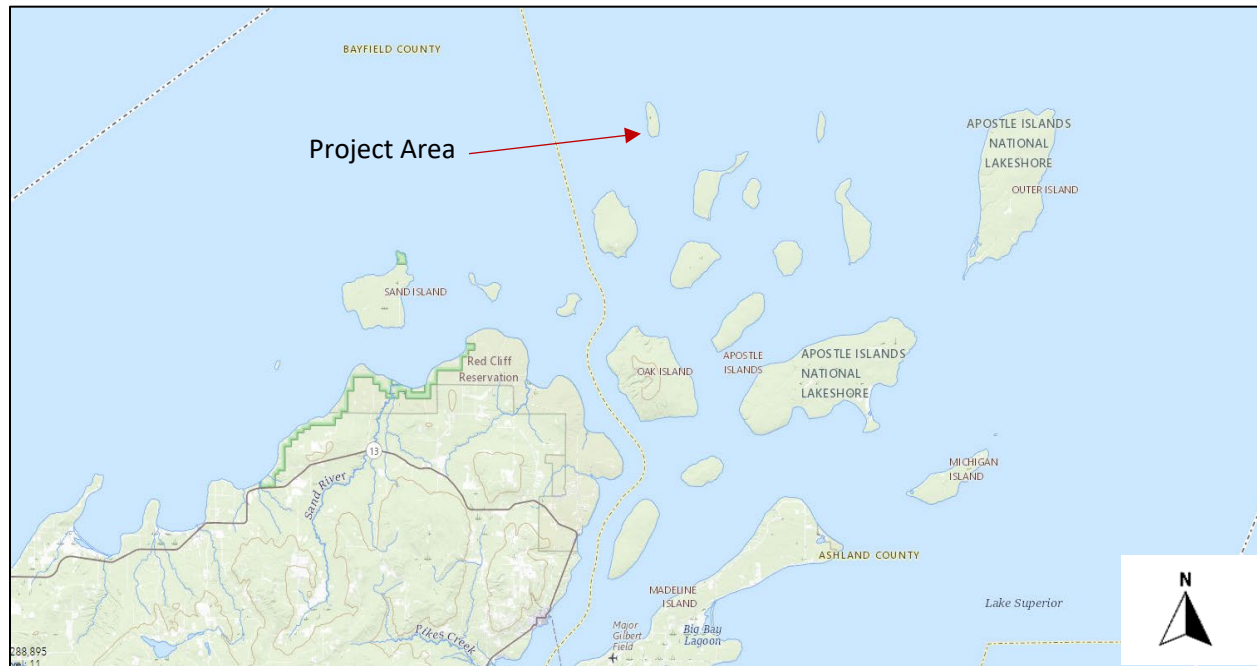 BAYFIELD COUNTY
Project Area
APOSTLE ISLANDS
NATIONAL
LAKESHORE
OUTER ISLAND
SAND ISLAND
Red Cliff
Reservation
OAK ISLAND
APOSTLE
ISLANDS
APOSTLE ISLANDS
NATIONAL
LAKESHORE
13
Sand River
MICHIGAN
ISLAND
ASHLAND COUNTY
MADELINE
ISLAND
Lake Superior
Major
Gilbert
Field
Big Bay
Lagoon
Pikes Creek
288,895
N